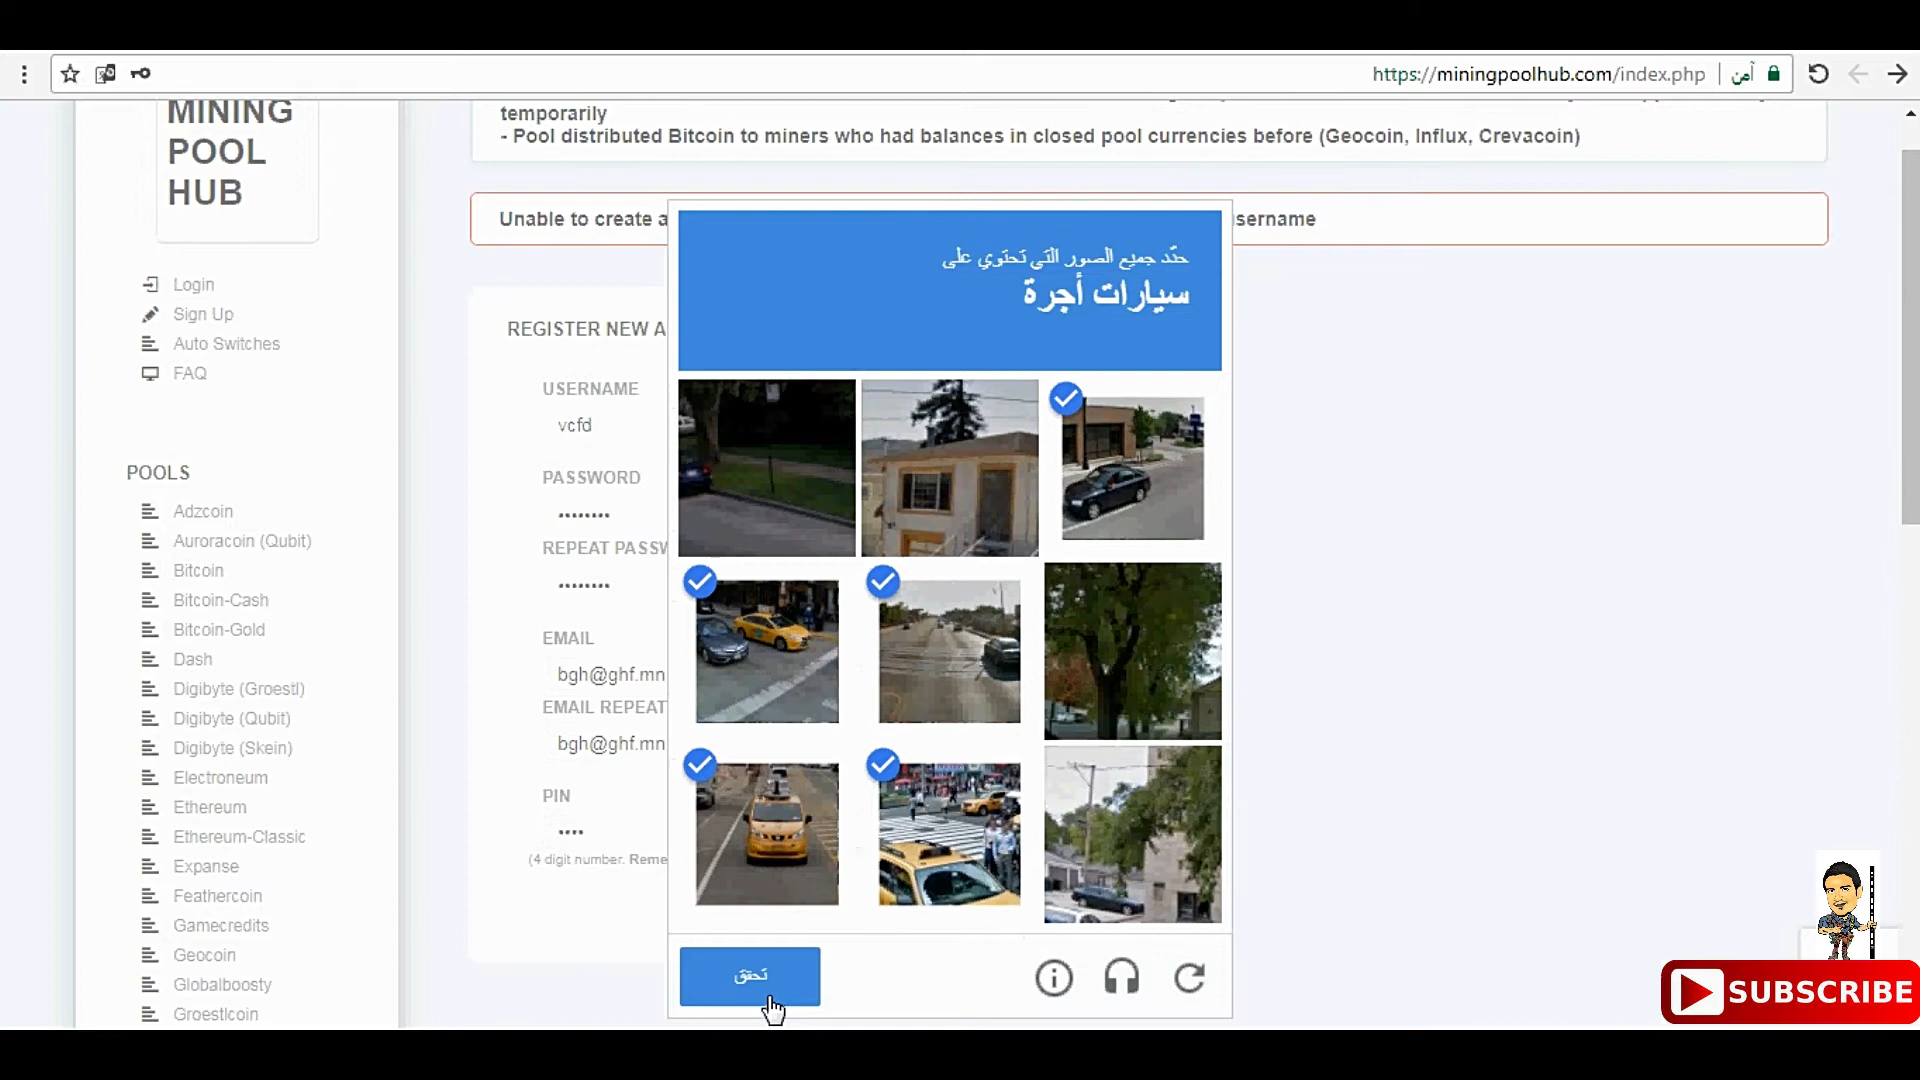 https://miningpoolhub.com/index.php
آمن
MINING
POOL
HUB
Login
Sign Up
Auto Switches
FAQ
POOLS
Adzcoin
Auroracoin (Qubit)
Bitcoin
Bitcoin-Cash
Bitcoin-Gold
Dash
Digibyte (Groestl)
Digibyte (Qubit)
Digibyte (Skein)
Electroneum
Ethereum
Ethereum-Classic
Expanse
Feathercoin
Gamecredits
Geocoin
Globalboosty
Groestlcoin
temporarily
- Pool distributed Bitcoin to miners who had balances in closed pool currencies before (Geocoin, Influx, Crevacoin)
Unable to create a
sername
REGISTER NEW A
USERNAME
vcfd
PASSWORD
••••••••
REPEAT PASSW
••••••••
EMAIL
bgh@ghf.mn
EMAIL REPEAT
bgh@ghf.mn
PIN
••••
(4 digit number. Reme
حدّد جميع الصور التي تحتوي على
سيارات أجرة
تحقق
SUBSCRIBE